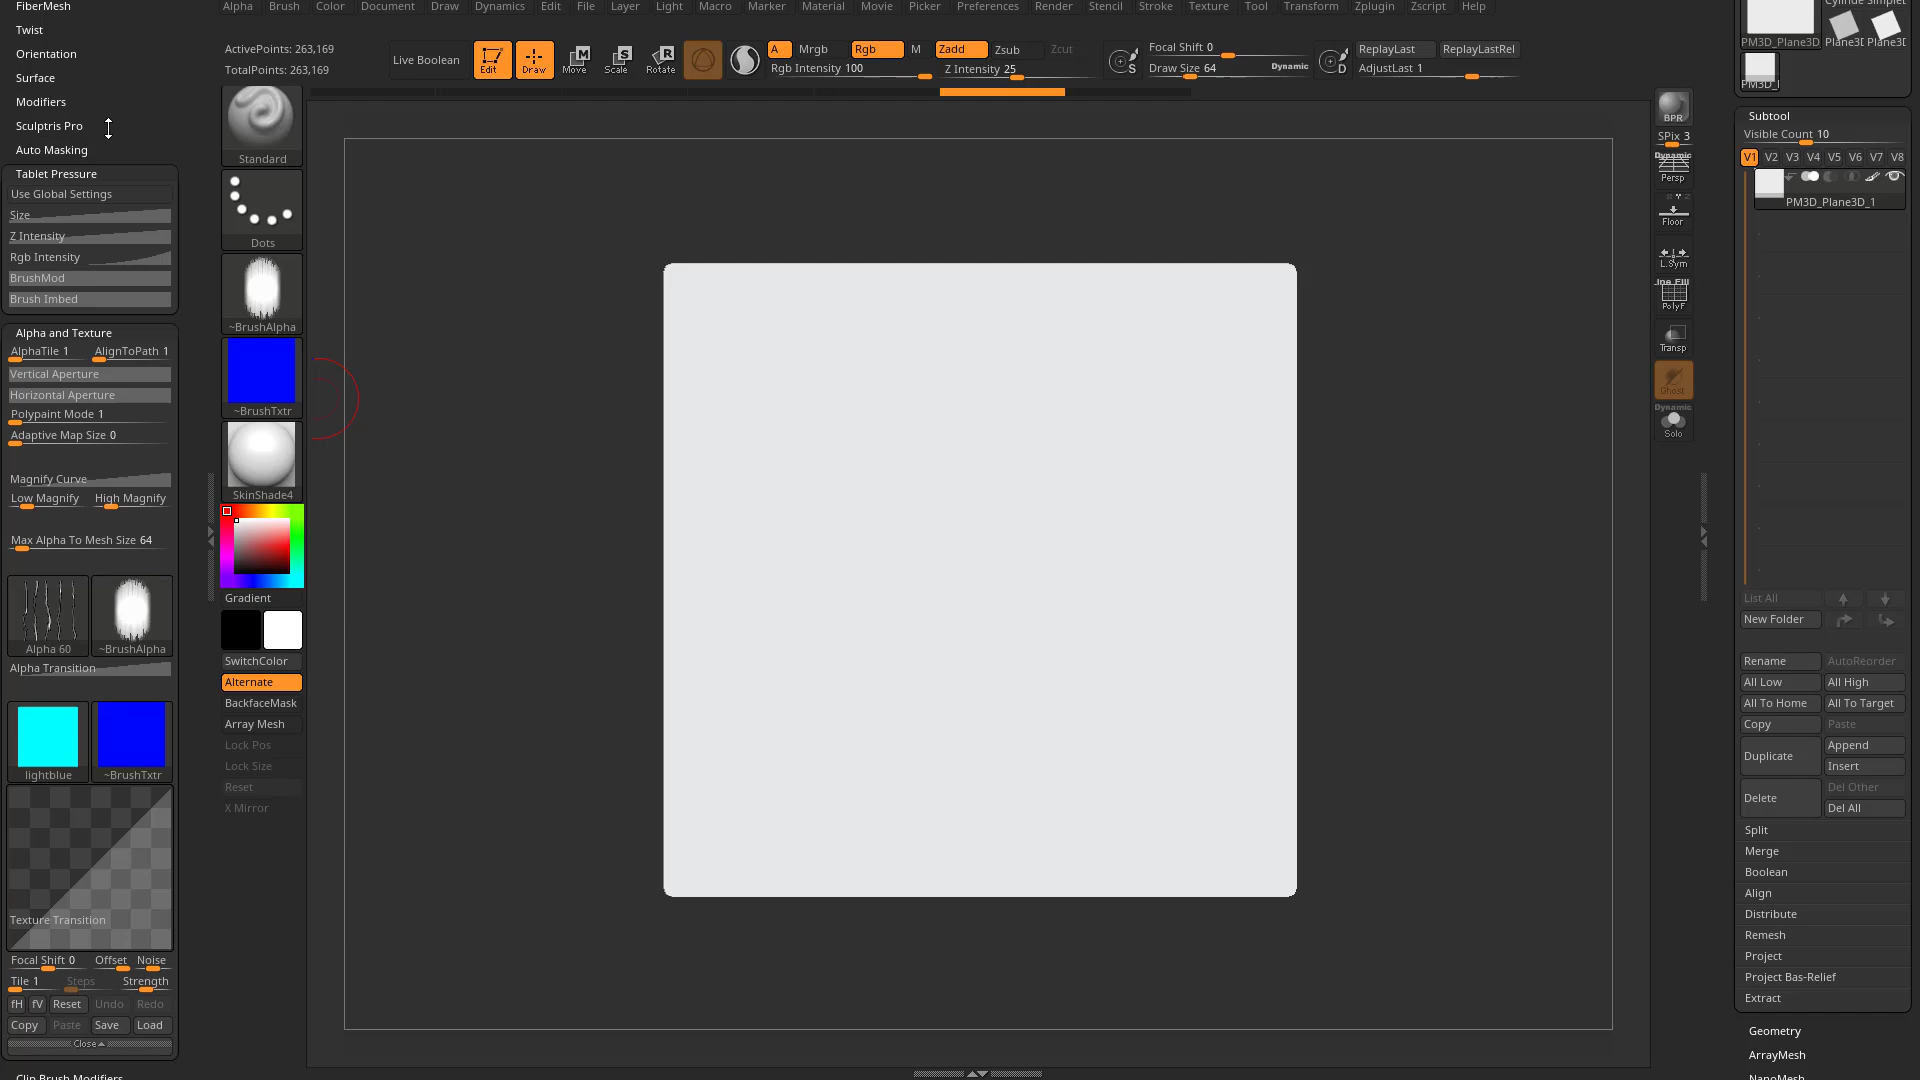 FiberMesh
Twist
Orientation
Surface
Modifiers
Sculptris Pro
Auto Masking
Tablet Pressure
Use Global Settings
Size
Z Intensity
Rgb Intensity
BrushMod
Brush Imbed
Alpha and Texture
AlphaTile 1 AlignToPath 1
Vertical Aperture
Horizontal Aperture
Polypaint Mode 1
Adaptive Map Size 0
Magnify Curve
Low Magnify High Magnify
Max Alpha To Mesh Size 64
Alpha 60 ~BrushAlpha
Alpha Transition
lightblue ~BrushTxtr
Texture Transition
Focal Shift 0 Offset Noise
Tile 1 Steps Strength
fH fV Reset Undo Redo
Copy Paste Save Load
Close
Clip Brush Modifiers
Alpha Brush Color Document Draw Dynamics Edit File Layer Light Macro Marker Material Movie Picker Preferences Render Stencil Stroke Texture Tool Transform Zplugin Zscript Help
ActivePoints: 263,169
TotalPoints: 263,169
Live Boolean
Edit Draw Move Scale Rotate
A Mrgb Rgb M Zadd Zsub Zcut
Rgb Intensity 100 Z Intensity 25
S
Focal Shift 0
Draw Size 64 Dynamic
D
ReplayLast ReplayLastRel
AdjustLast 1
Standard
Dots
~BrushAlpha
~BrushTxtr
SkinShade4
Gradient
SwitchColor
Alternate
BackfaceMask
Array Mesh
Lock Pos
Lock Size
Reset
X Mirror
BPR
SPix 3
Dynamic
Persp
Floor
L.Sym
Line Fill
PolyF
Transp
Ghost
Dynamic
Solo
PM3D_Plane3D
Subtool
Visible Count 10
V1 V2 V3 V4 V5 V6 V7 V8
PM3D_Plane3D_1
List All
New Folder
Rename AutoReorder
All Low All High
All To Home All To Target
Copy Paste
Duplicate Append
Insert
Delete Del Other
Del All
Split
Merge
Boolean
Align
Distribute
Remesh
Project
Project Bas-Relief
Extract
Geometry
ArrayMesh
NanoMesh